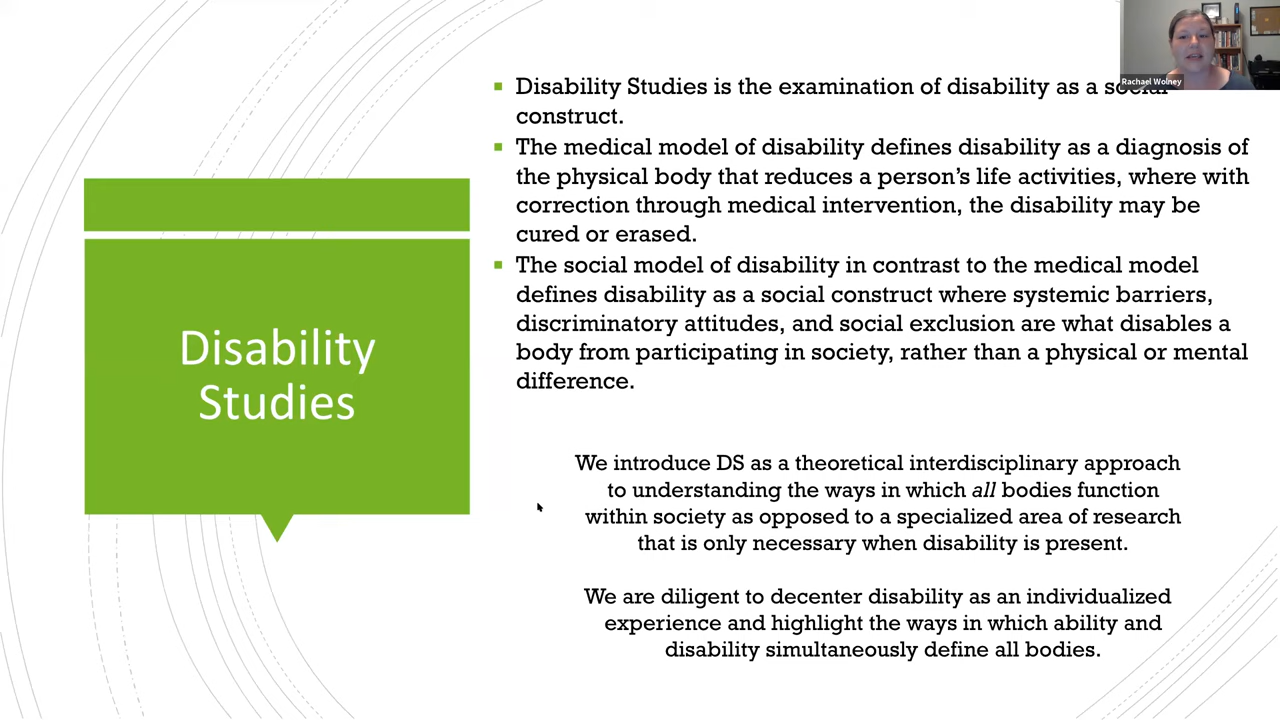 Rachael Wolney
Disability
Studies
Disability Studies is the examination of disability as a social
construct.
The medical model of disability defines disability as a diagnosis of
the physical body that reduces a person’s life activities, where with
correction through medical intervention, the disability may be
cured or erased.
The social model of disability in contrast to the medical model
defines disability as a social construct where systemic barriers,
discriminatory attitudes, and social exclusion are what disables a
body from participating in society, rather than a physical or mental
difference.
We introduce DS as a theoretical interdisciplinary approach
to understanding the ways in which all bodies function
within society as opposed to a specialized area of research
that is only necessary when disability is present.
We are diligent to decenter disability as an individualized
experience and highlight the ways in which ability and
disability simultaneously define all bodies.